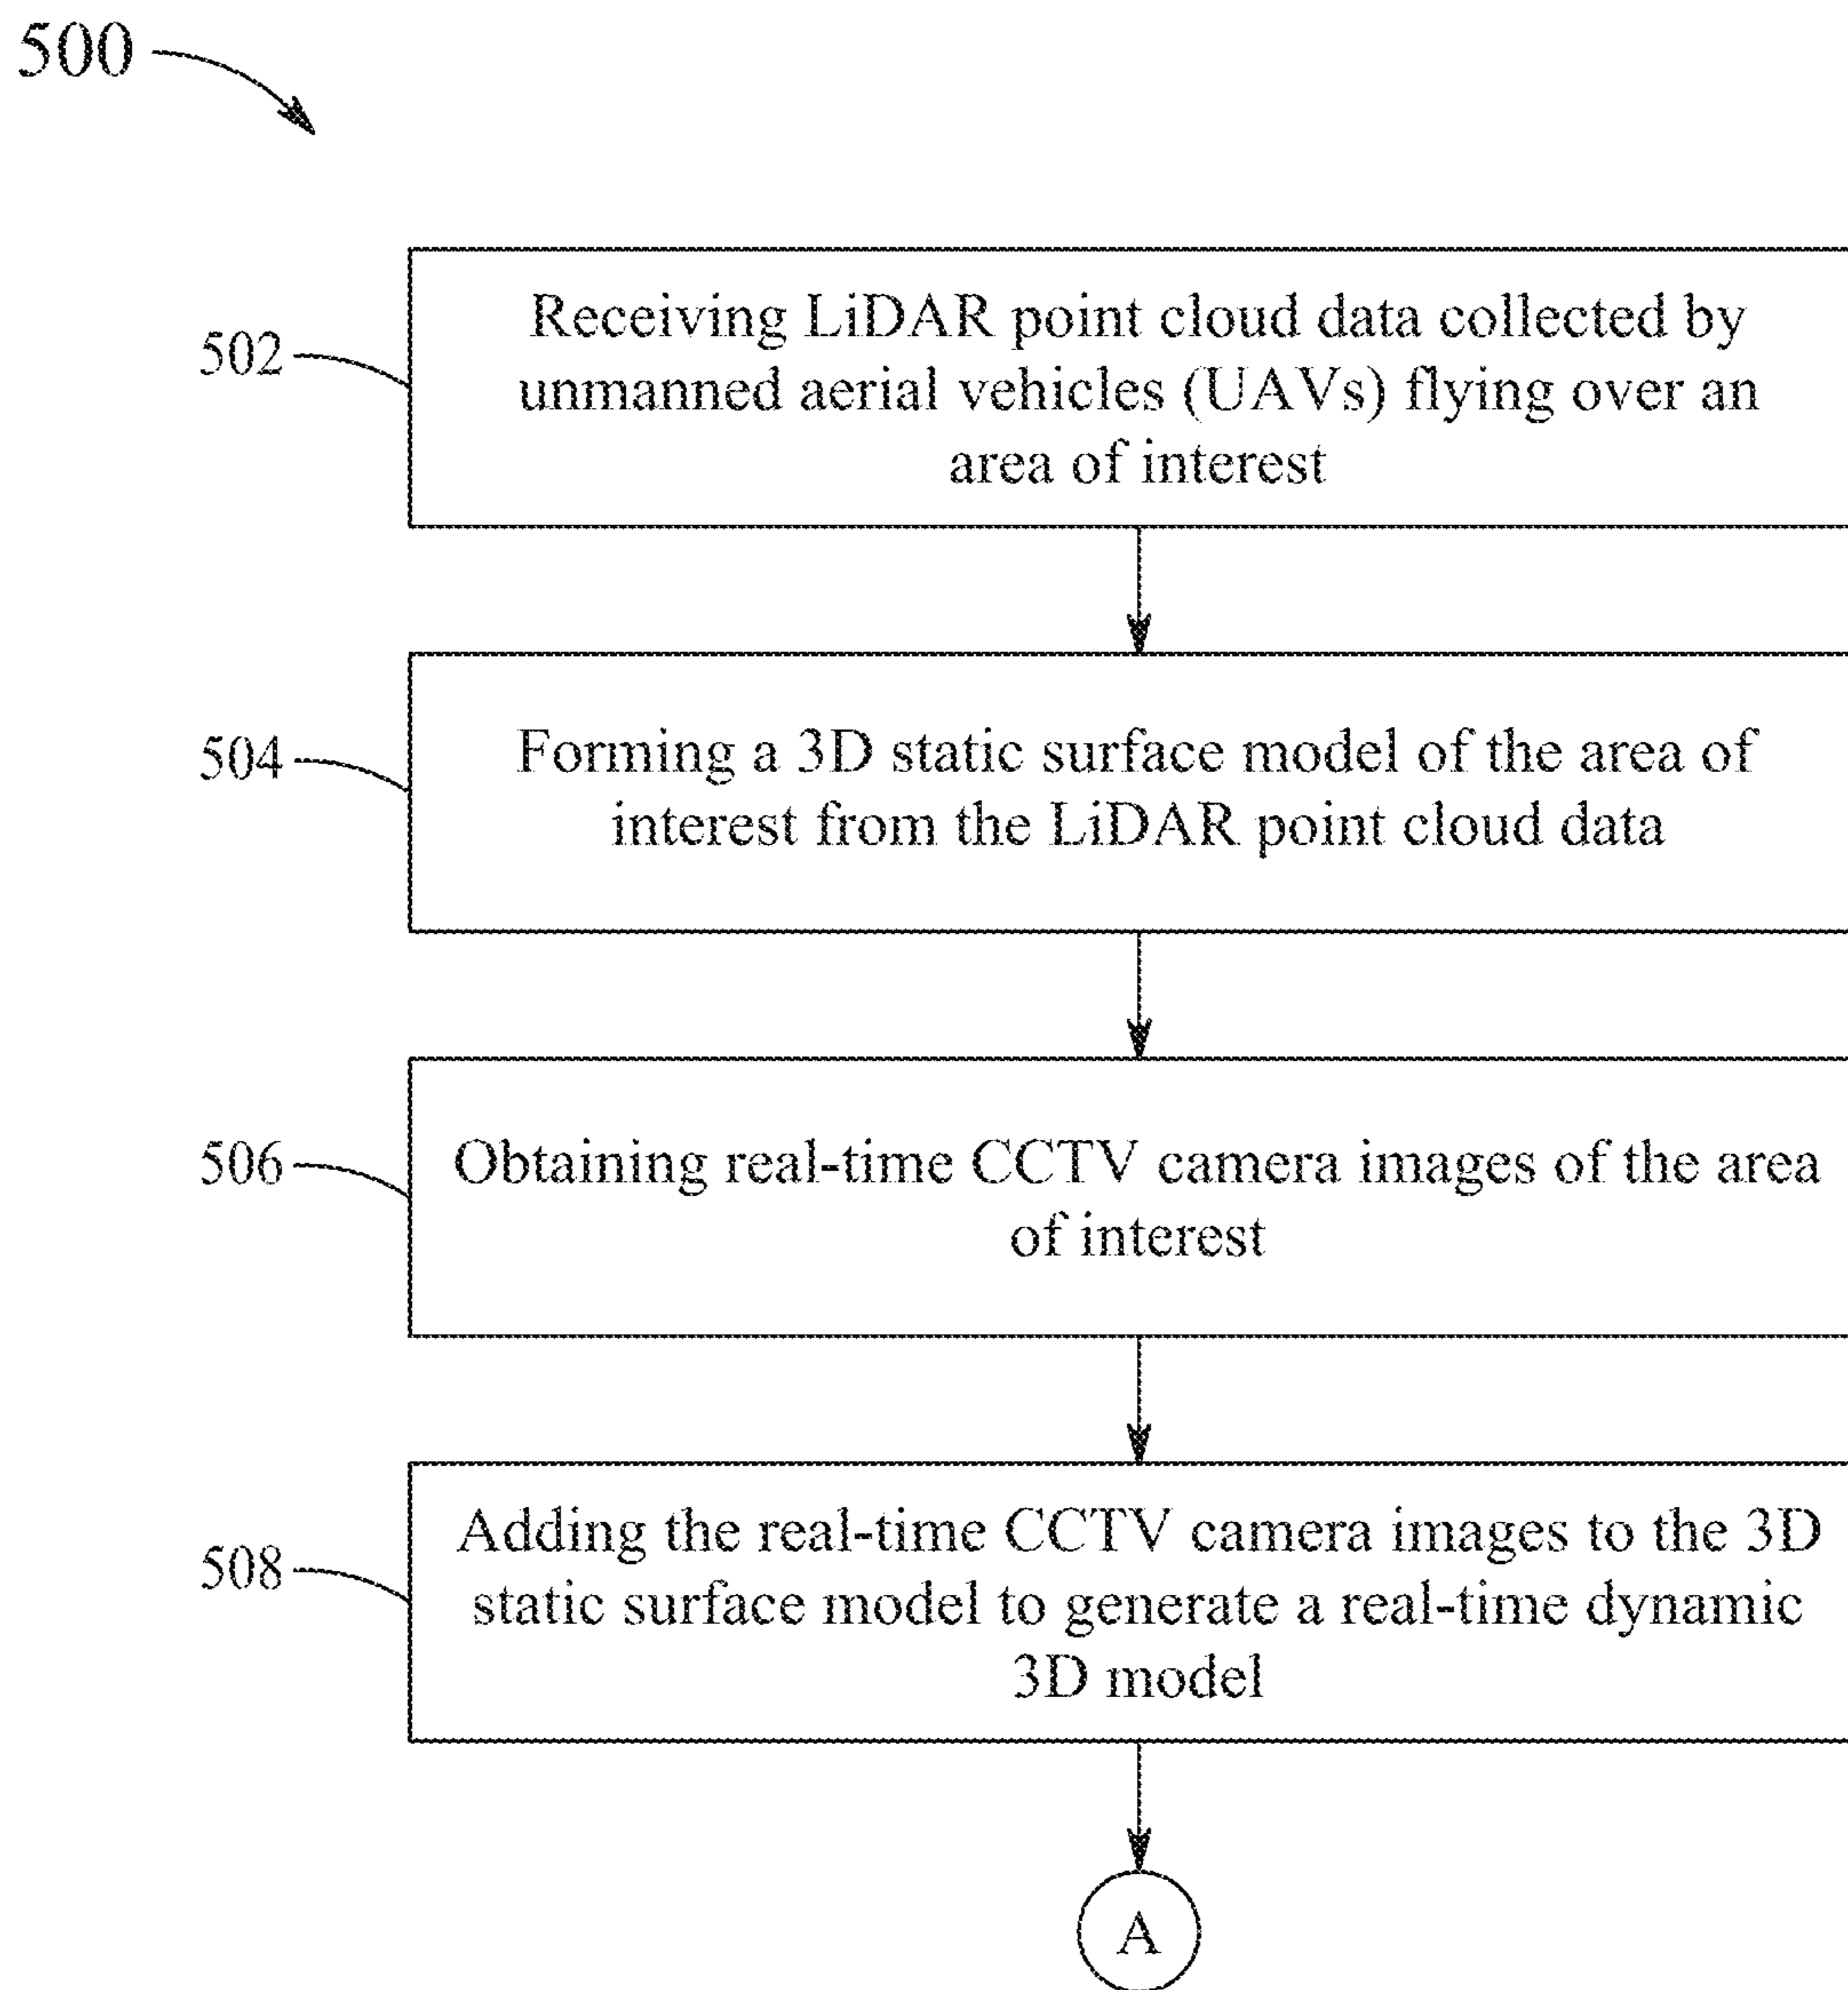 500
502
Receiving LiDAR point cloud data collected by
unmanned aerial vehicles (UAVs) flying over an
area of interest
504
Forming a 3D static surface model of the area of
interest from the LiDAR point cloud data
506
Obtaining real-time CCTV camera images of the area
of interest
508
Adding the real-time CCTV camera images to the 3D
static surface model to generate a real-time dynamic
3D model
A